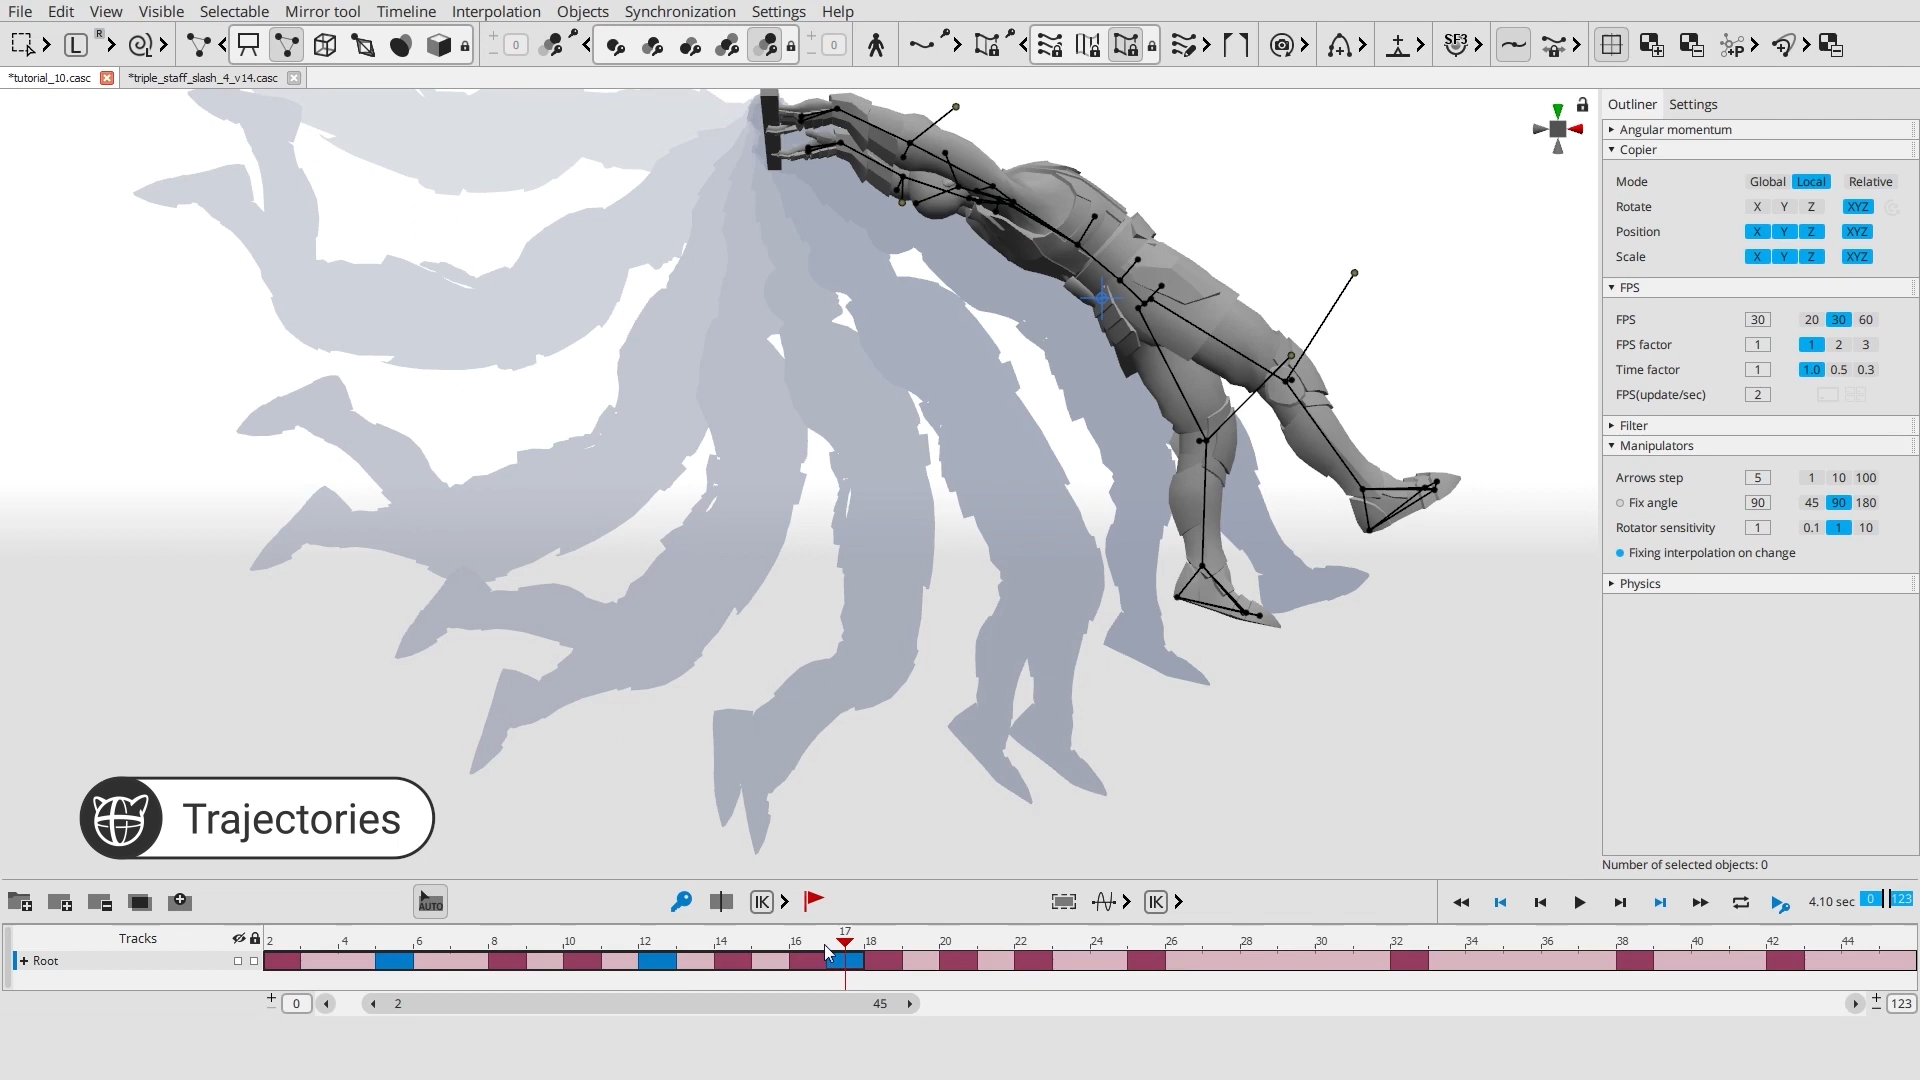 File Edit View Visible Selectable Mirror tool Timeline Interpolation Objects Synchronization Settings Help
L R 0 0 SF3 +P
*tutorial_10.casc *triple_staff_slash_4_v14.casc
Outliner Settings
Angular momentum
Copier
Mode Global Local Relative
Rotate X Y Z XYZ
Position X Y Z XYZ
Scale X Y Z XYZ
FPS
FPS 30 20 30 60
FPS factor 1 1 2 3
Time factor 1 1.0 0.5 0.3
FPS(update/sec) 2
Filter
Manipulators
Arrows step 5 1 10 100
Fix angle 90 45 90 180
Rotator sensitivity 1 0.1 1 10
Fixing interpolation on change
Physics
Trajectories
Number of selected objects: 0
AUTO IK IK 4.10 sec 0 123
17
Tracks 2 4 6 8 10 12 14 16 18 20 22 24 26 28 30 32 34 36 38 40 42 44
+ Root
0 2 45 123